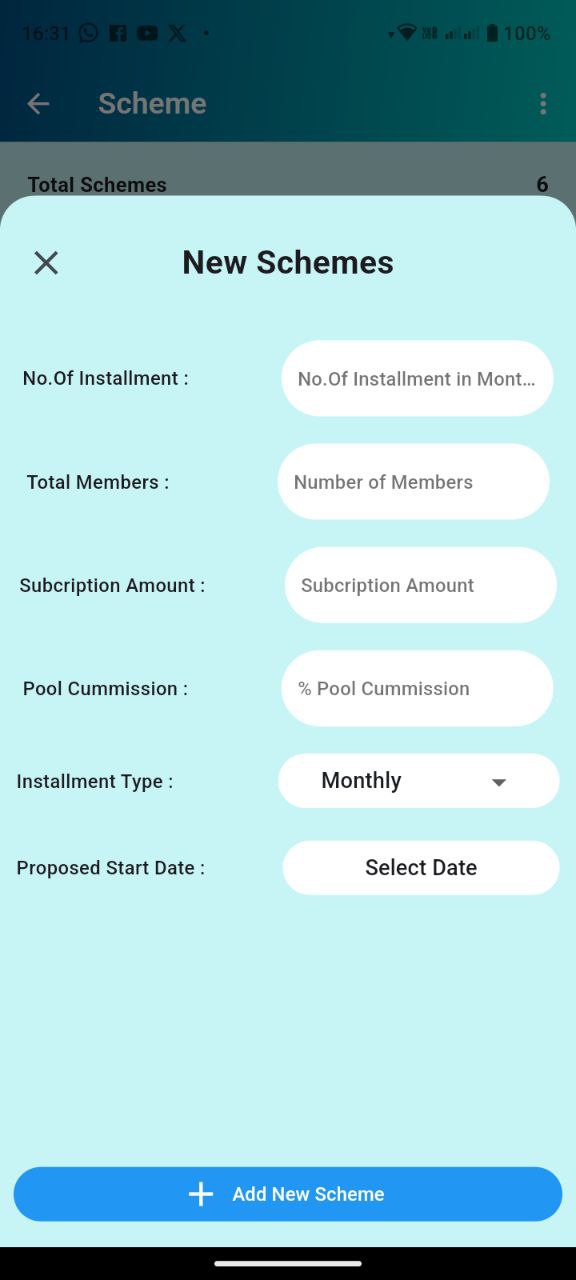 16:31
100%
Scheme
Total Schemes 6
New Schemes
No.Of Installment : No.Of Installment in Mont...
Total Members : Number of Members
Subcription Amount : Subcription Amount
Pool Cummission : % Pool Cummission
Installment Type : Monthly
Proposed Start Date : Select Date
Add New Scheme